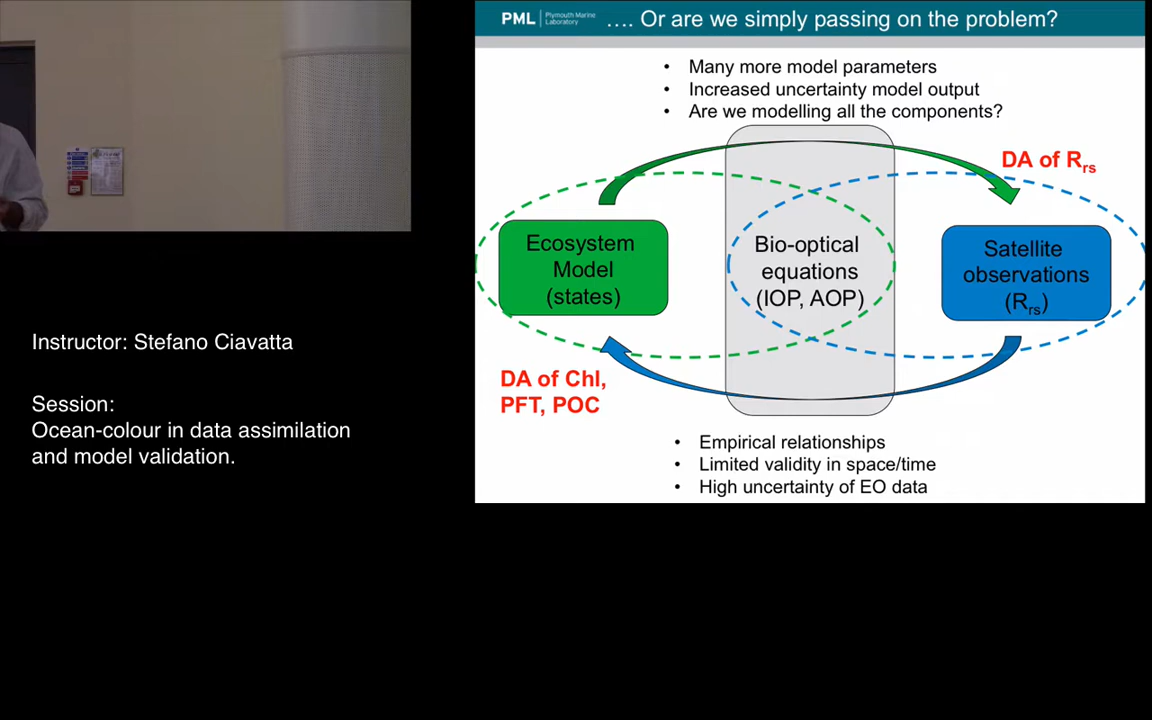 PML | Plymouth Marine
Laboratory
.... Or are we simply passing on the problem?
• Many more model parameters
• Increased uncertainty model output
• Are we modelling all the components?
DA of Rrs
Ecosystem
Model
(states)
Bio-optical
equations
(IOP, AOP)
Satellite
observations
(Rrs)
DA of Chl,
PFT, POC
• Empirical relationships
• Limited validity in space/time
• High uncertainty of EO data
Instructor: Stefano Ciavatta
Session:
Ocean-colour in data assimilation
and model validation.